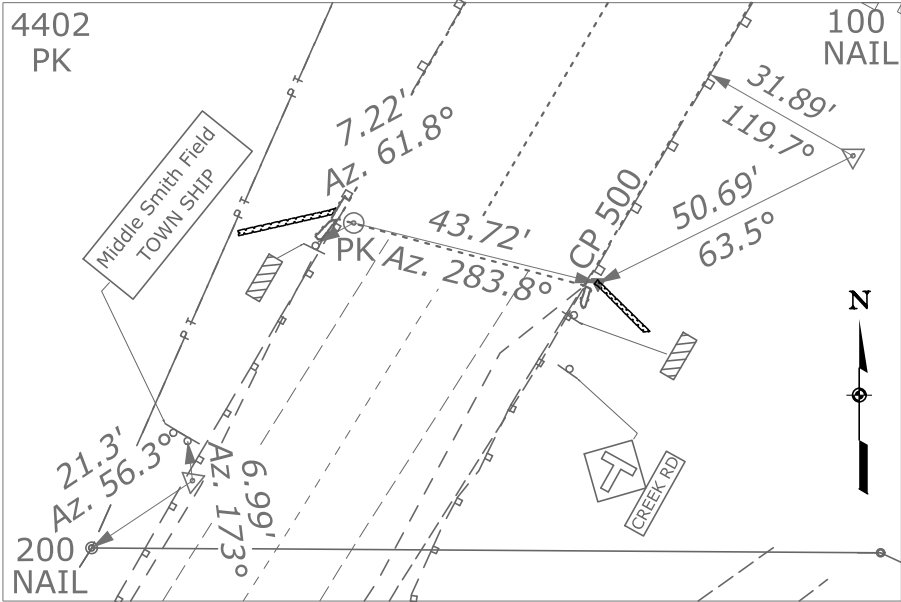 4402
PK
100
NAIL
31.89'
119.7°
7.22'
Az. 61.8°
Middle Smith Field
TOWN SHIP
50.69'
63.5°
CP 500
43.72'
PK Az. 283.8°
N
21.3'
Az. 56.3°
6.99'
Az. 173°
CREEK RD
200
NAIL